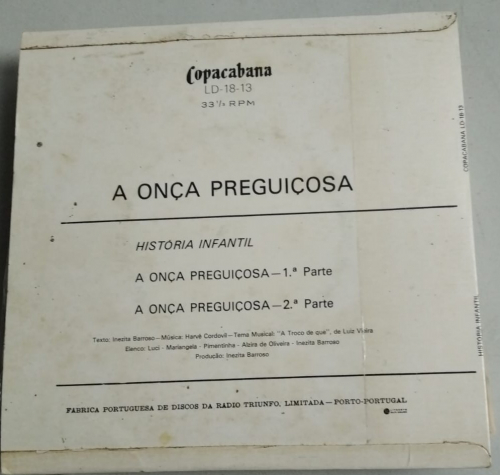 Copacabana
LD-18-13
33 1/3 RPM
A ONÇA PREGUIÇOSA
HISTÓRIA INFANTIL
A ONÇA PREGUIÇOSA — 1.ª Parte
A ONÇA PREGUIÇOSA — 2.ª Parte
Texto: Inezita Barroso — Música: Hervé Cordovil — Tema Musical: "A Troco de quê", de Luiz Vieira
Elenco: Luci - Mariangela - Pimentinha - Alzira de Oliveira - Inezita Barroso
Produção: Inezita Barroso
FABRICA PORTUGUESA DE DISCOS DA RADIO TRIUNFO, LIMITADA — PORTO-PORTUGAL
COPACABANA LD-18-13
HISTÓRIA INFANTIL